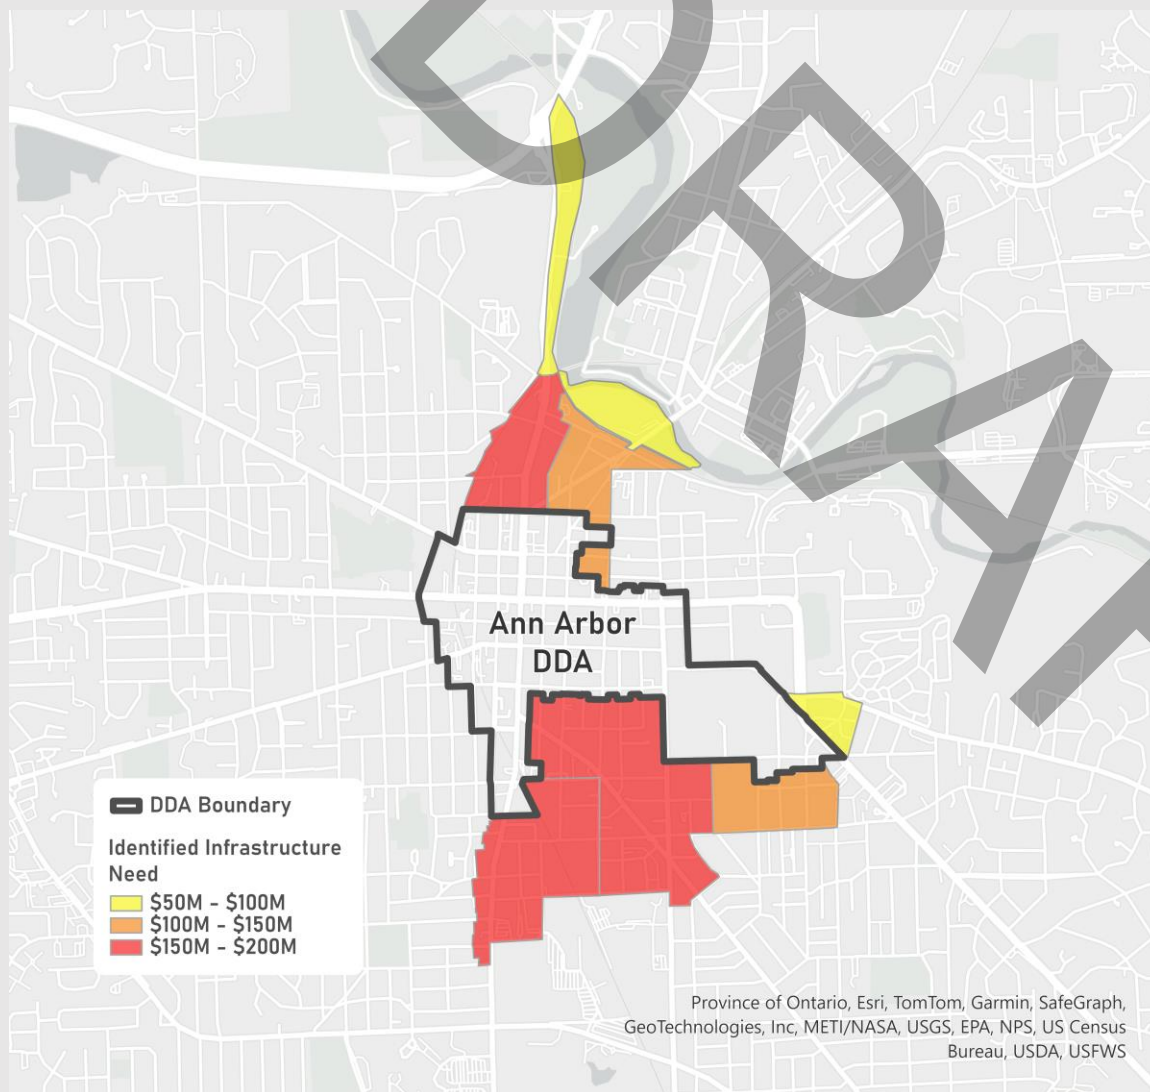 DRAF
Ann Arbor
DDA
DDA Boundary
Identified Infrastructure
Need
$50M - $100M
$100M - $150M
$150M - $200M
Province of Ontario, Esri, TomTom, Garmin, SafeGraph,
GeoTechnologies, Inc, METI/NASA, USGS, EPA, NPS, US Census
Bureau, USDA, USFWS